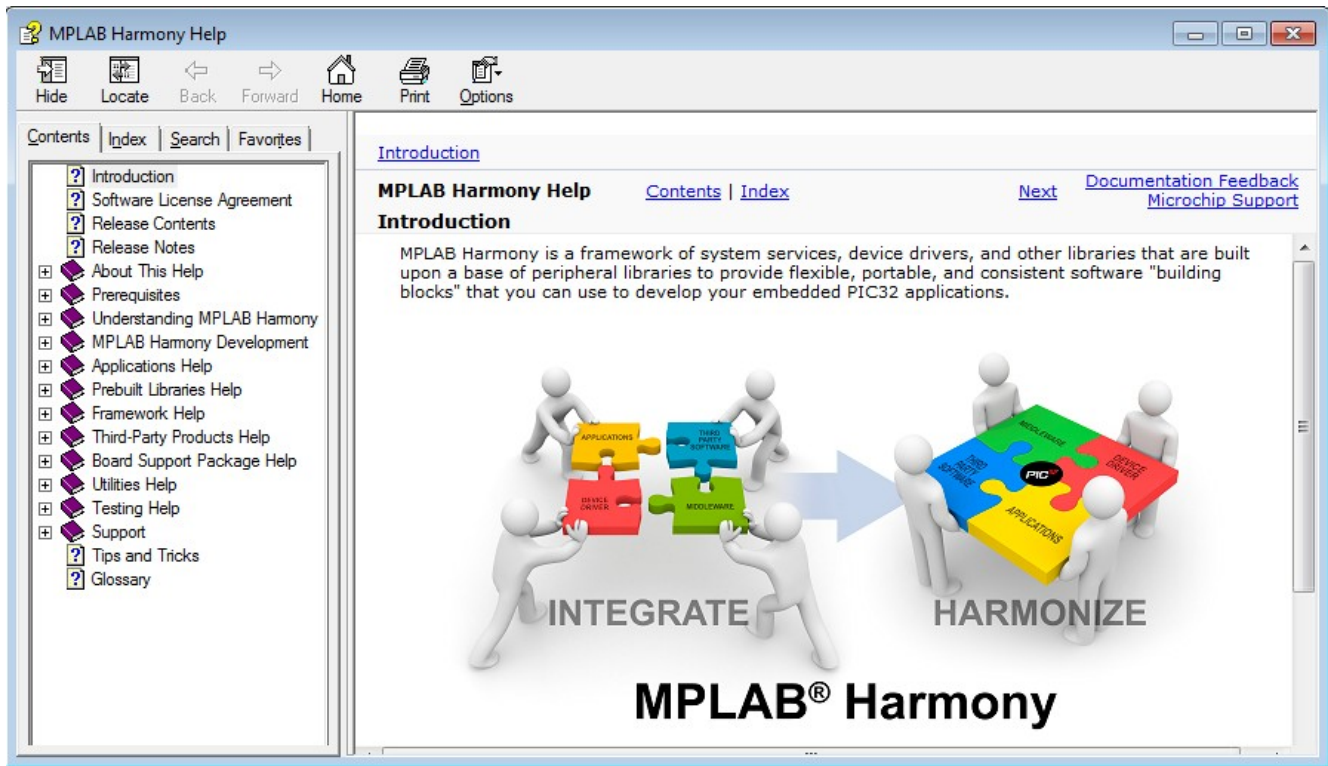 MPLAB Harmony Help
Hide Locate Back Forward Home Print Options
Contents Index Search Favorites
Introduction
Software License Agreement
Release Contents
Release Notes
About This Help
Prerequisites
Understanding MPLAB Harmony
MPLAB Harmony Development
Applications Help
Prebuilt Libraries Help
Framework Help
Third-Party Products Help
Board Support Package Help
Utilities Help
Testing Help
Support
Tips and Tricks
Glossary
Introduction
MPLAB Harmony Help Contents | Index Next Documentation Feedback
Microchip Support
Introduction
MPLAB Harmony is a framework of system services, device drivers, and other libraries that are built
upon a base of peripheral libraries to provide flexible, portable, and consistent software "building
blocks" that you can use to develop your embedded PIC32 applications.
APPLICATIONS
THIRD
PARTY
SOFTWARE
DEVICE
DRIVER
MIDDLEWARE
MIDDLEWARE
THIRD
PARTY
SOFTWARE
DEVICE
DRIVER
PIC32
APPLICATIONS
INTEGRATE
HARMONIZE
MPLAB® Harmony